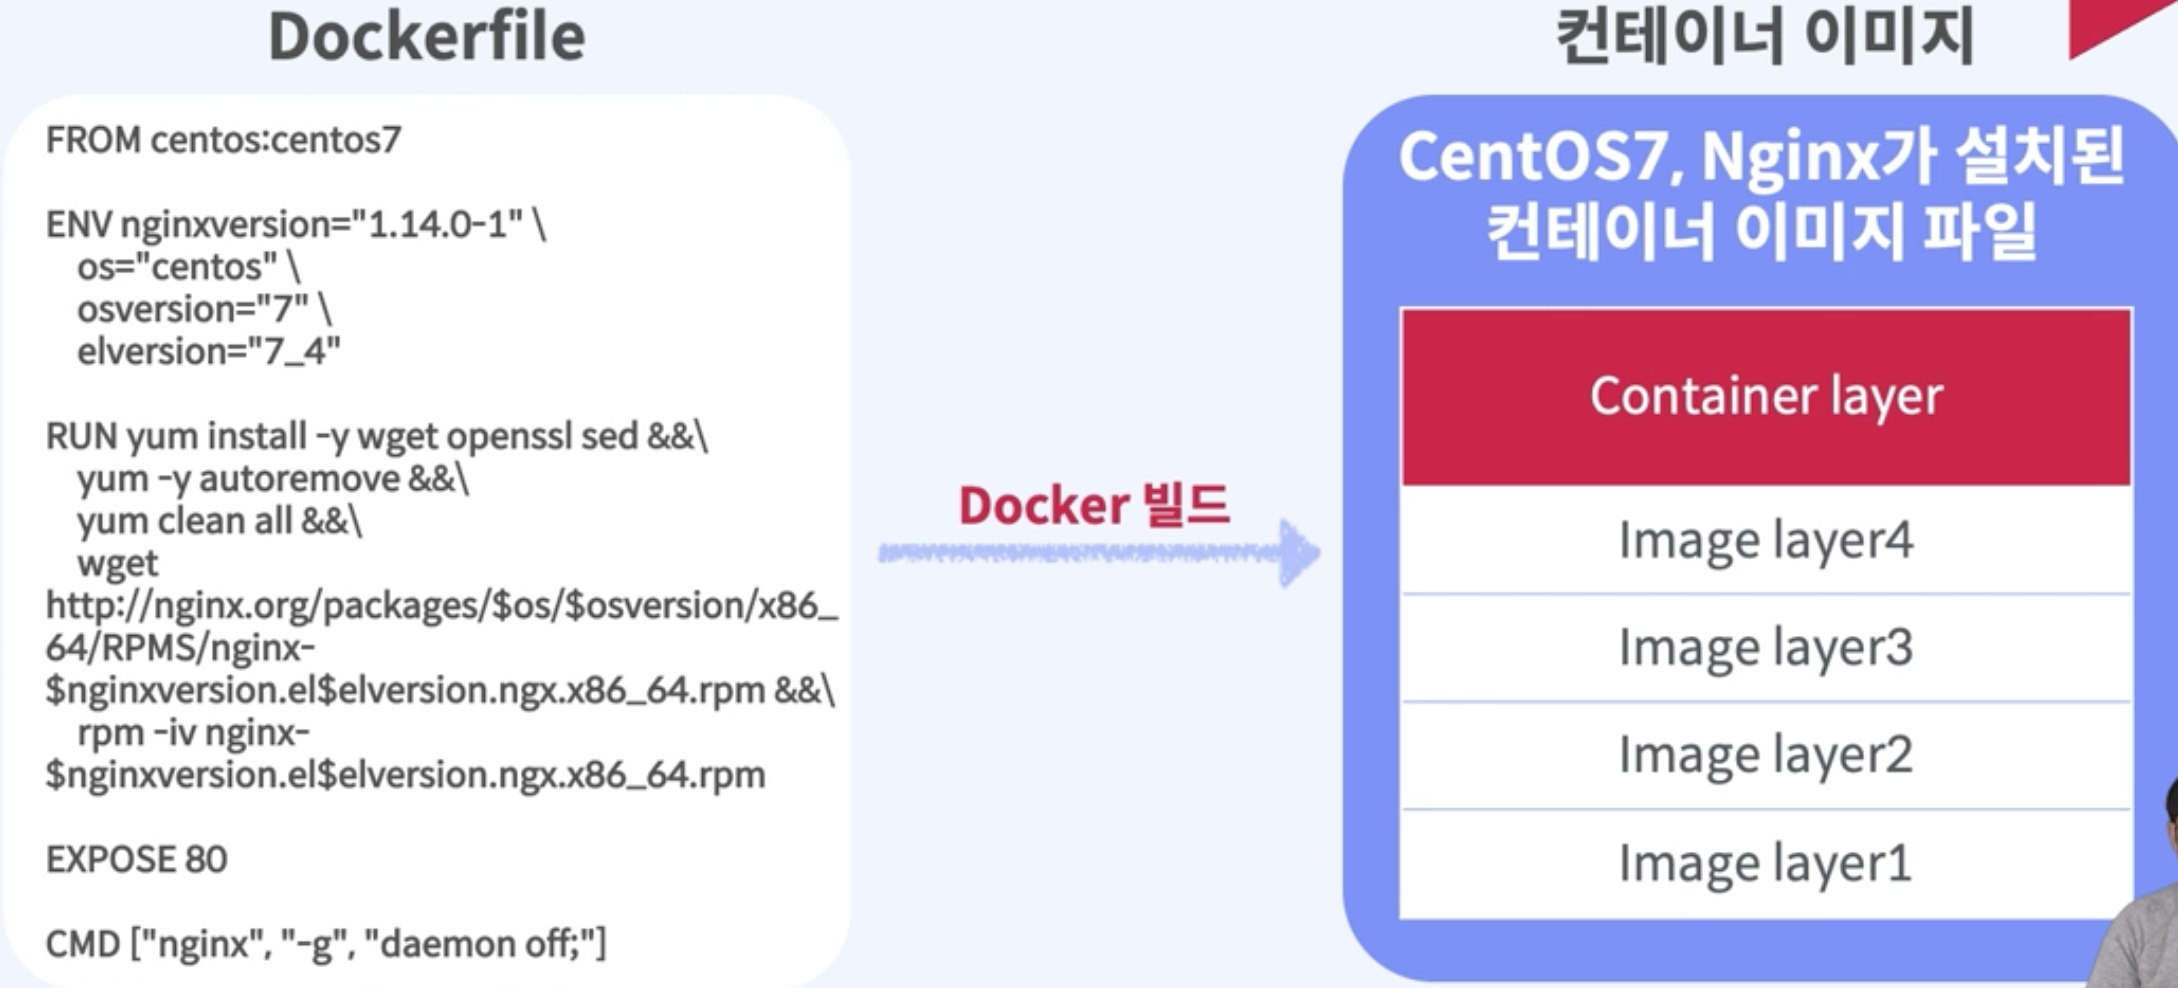 Dockerfile
FROM centos:centos7
ENV nginxversion="1.14.0-1" \
os="centos" \
osversion="7" \
elversion="7_4"
RUN yum install -y wget openssl sed &&\
yum -y autoremove &&\
yum clean all &&\
wget
http://nginx.org/packages/$os/$osversion/x86_
64/RPMS/nginx-
$nginxversion.el$elversion.ngx.x86_64.rpm &&\
rpm -iv nginx-
$nginxversion.el$elversion.ngx.x86_64.rpm
EXPOSE 80
CMD ["nginx", "-g", "daemon off;"]
Docker 빌드
컨테이너 이미지
CentOS7, Nginx가 설치된
컨테이너 이미지 파일
Container layer
Image layer4
Image layer3
Image layer2
Image layer1